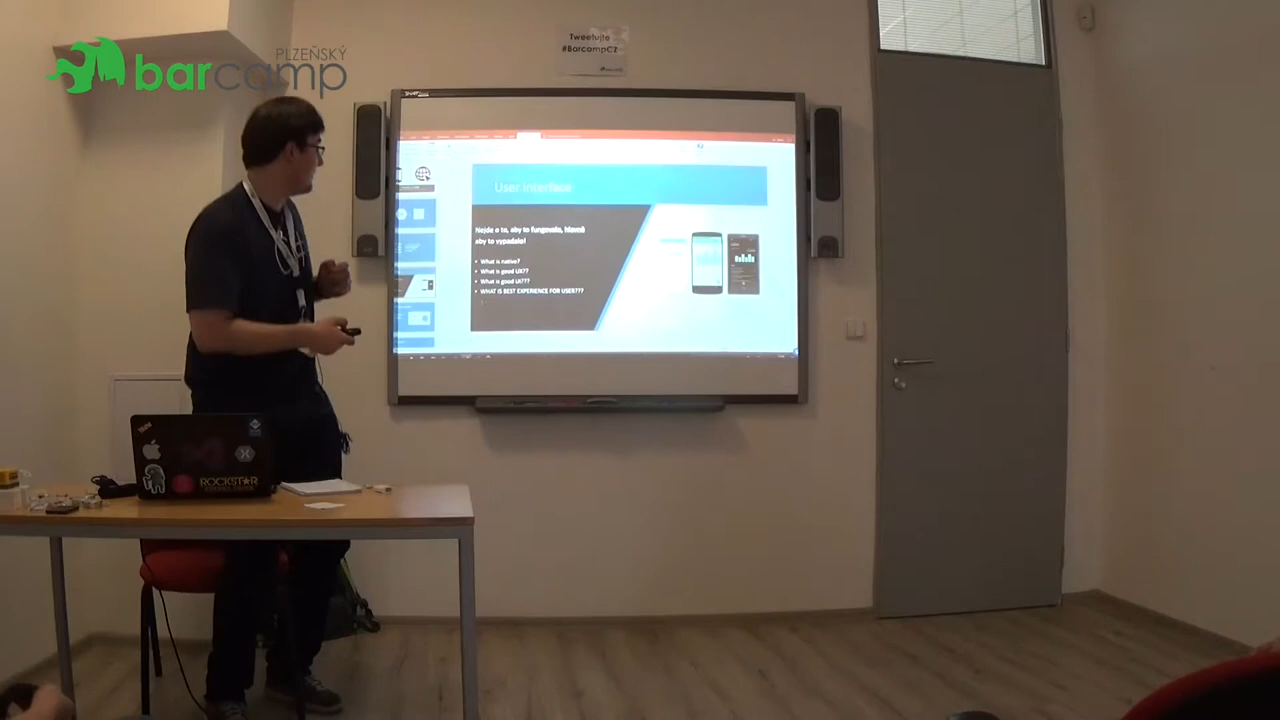 PLZEŇSKÝ
barcamp
Tweetujte
#BarcampCZ
SMART
User interface
Nejde o to, aby to fungovalo, hlavně
aby to vypadalo!
• What is native?
• What is good UX??
• What is good UI???
• WHAT IS BEST EXPERIENCE FOR USER???
ROCKSTAR